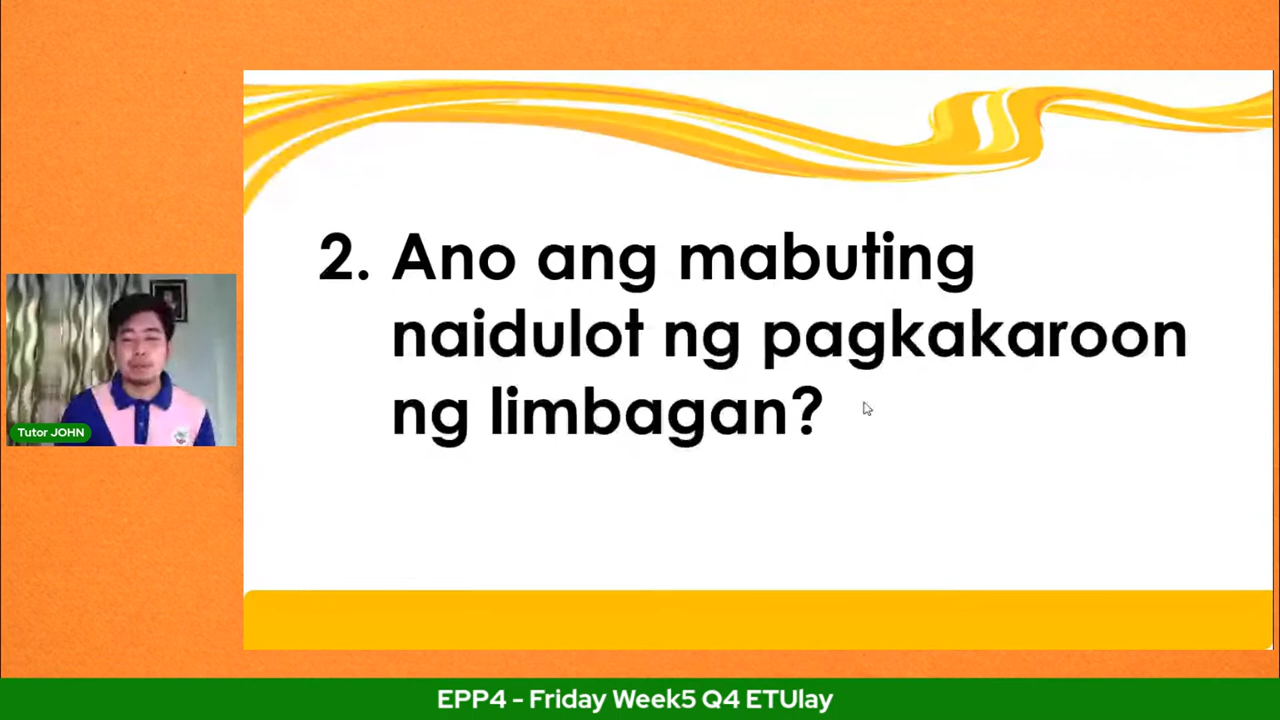 2. Ano ang mabuting
naidulot ng pagkakaroon
ng limbagan?
Tutor JOHN
EPP4 - Friday Week5 Q4 ETUlay